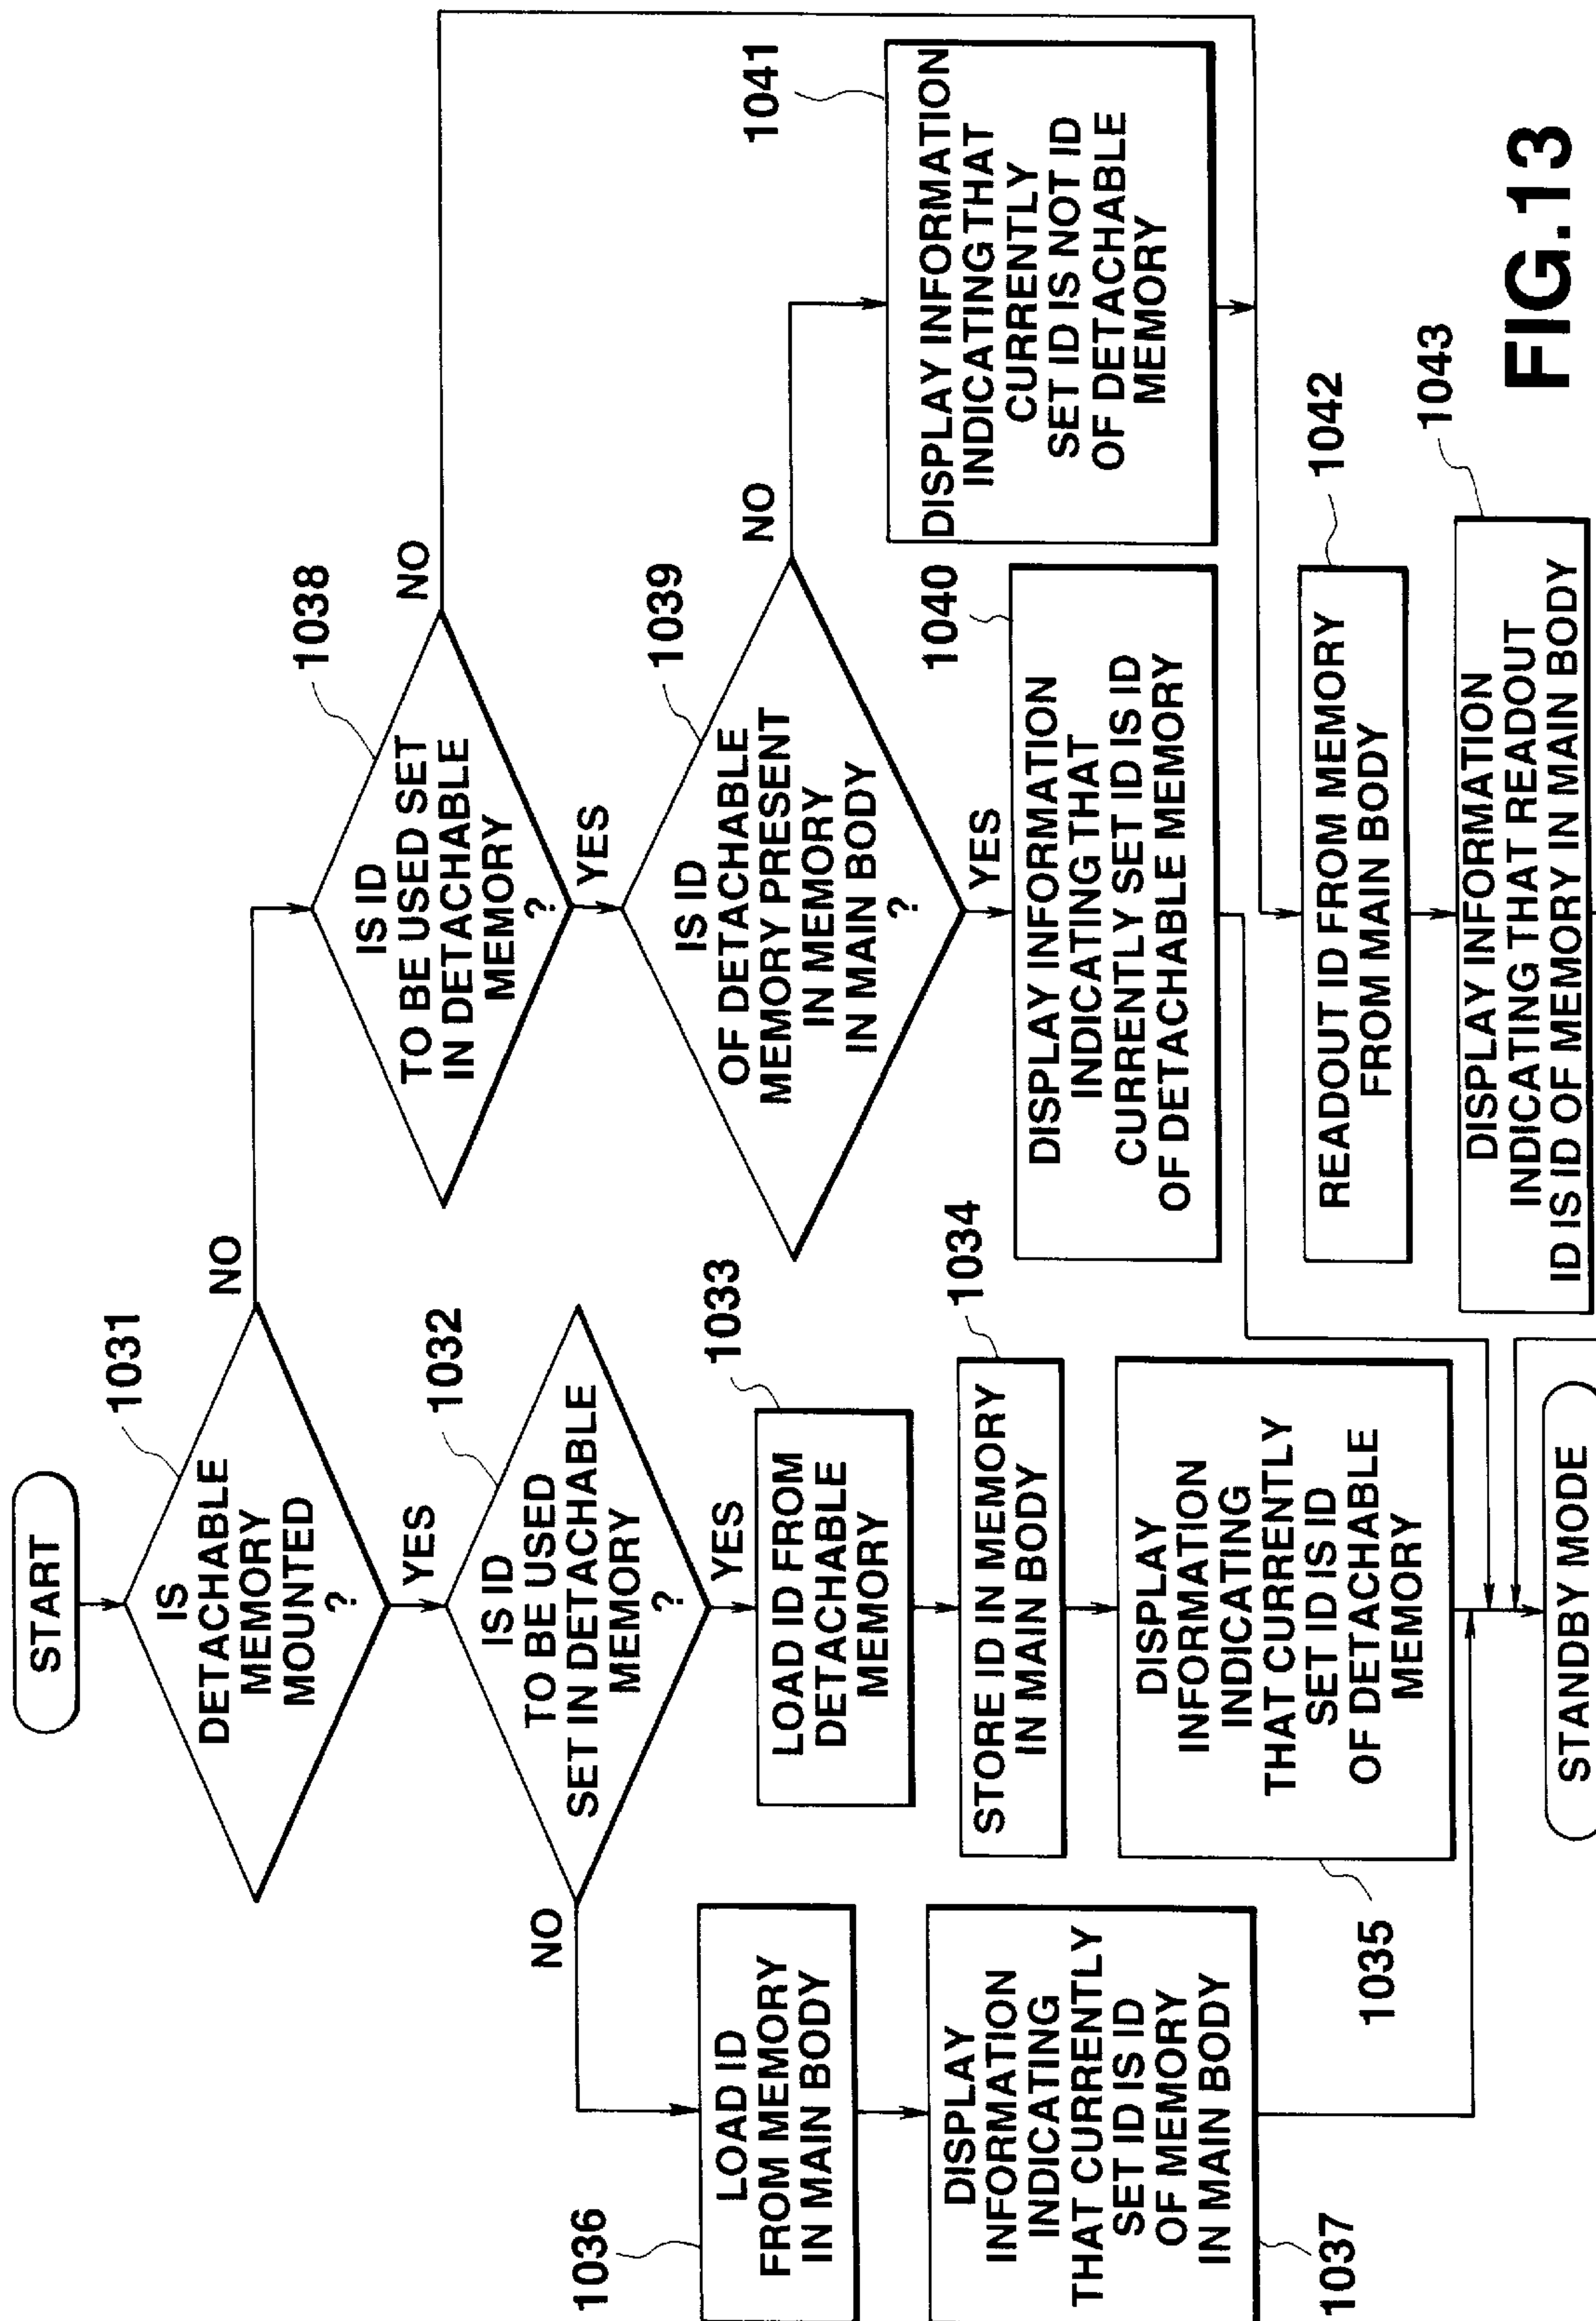 START
1031
IS
DETACHABLE
MEMORY
MOUNTED
?
NO
YES
1032
IS ID
TO BE USED
SET IN DETACHABLE
MEMORY
?
NO
YES
1033
LOAD ID FROM
DETACHABLE
MEMORY
1034
STORE ID IN MEMORY
IN MAIN BODY
DISPLAY
INFORMATION
INDICATING
THAT CURRENTLY
SET ID IS ID
OF DETACHABLE
MEMORY
1035
1036
LOAD ID
FROM MEMORY
IN MAIN BODY
DISPLAY
INFORMATION
INDICATING
THAT CURRENTLY
SET ID IS ID
OF MEMORY
IN MAIN BODY
1037
1038
IS ID
TO BE USED SET
IN DETACHABLE
MEMORY
?
NO
YES
1039
IS ID
OF DETACHABLE
MEMORY PRESENT
IN MEMORY
IN MAIN BODY
?
NO
YES
1040
DISPLAY INFORMATION
INDICATING THAT
CURRENTLY SET ID IS ID
OF DETACHABLE MEMORY
1041
DISPLAY INFORMATION
INDICATING THAT
CURRENTLY
SET ID IS NOT ID
OF DETACHABLE
MEMORY
1042
READOUT ID FROM MEMORY
FROM MAIN BODY
1043
DISPLAY INFORMATION
INDICATING THAT READOUT
ID IS ID OF MEMORY IN MAIN BODY
STANDBY MODE
FIG.13